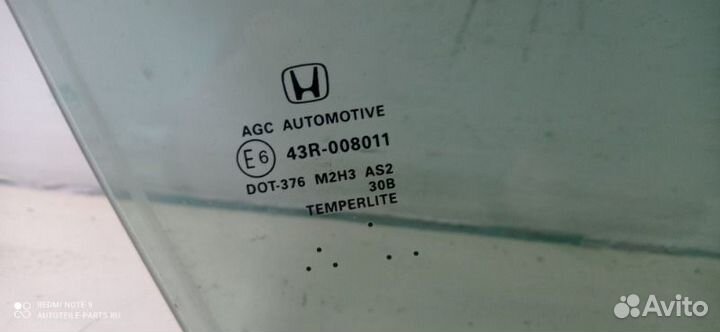 AGC AUTOMOTIVE
E6 43R-008011
DOT-376 M2H3 AS2
30B
TEMPERLITE
REDMI NOTE 9
AUTOTEILE-PARTS.RU
Avito